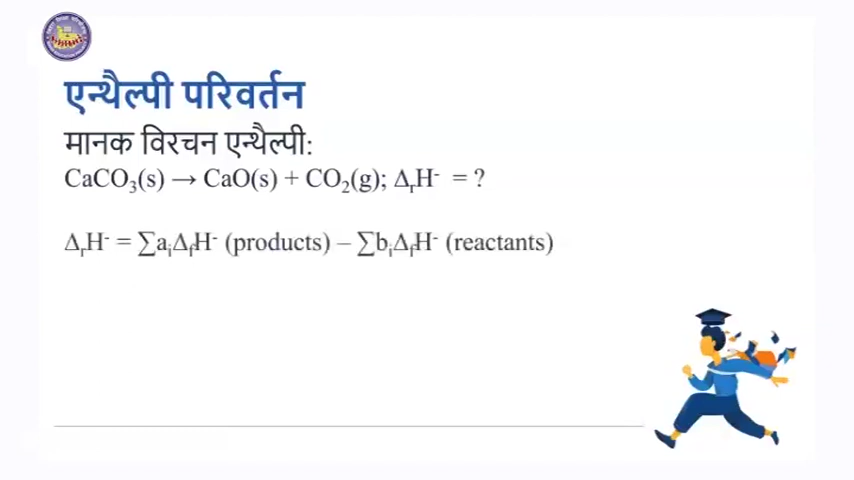 एन्थैल्पी परिवर्तन
मानक विरचन एन्थैल्पी:
CaCO₃(s) → CaO(s) + CO₂(g); ΔᵣH⁻ = ?
ΔᵣH⁻ = ∑aᵢΔfH⁻ (products) – ∑bᵢΔfH⁻ (reactants)